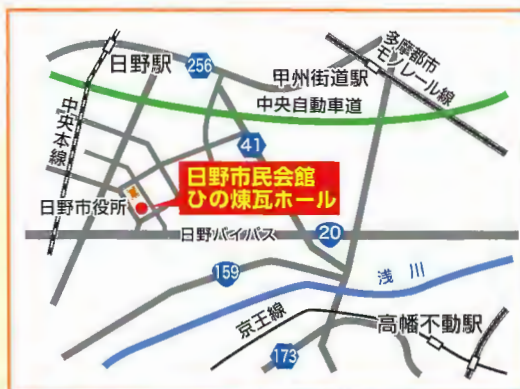 日野駅
256
多摩都市
モノレール線
甲州街道駅
中央自動車道
中央本線
41
日野市民会館
ひの煉瓦ホール
日野市役所
日野バイパス
20
159
浅川
京王線
高幡不動駅
173